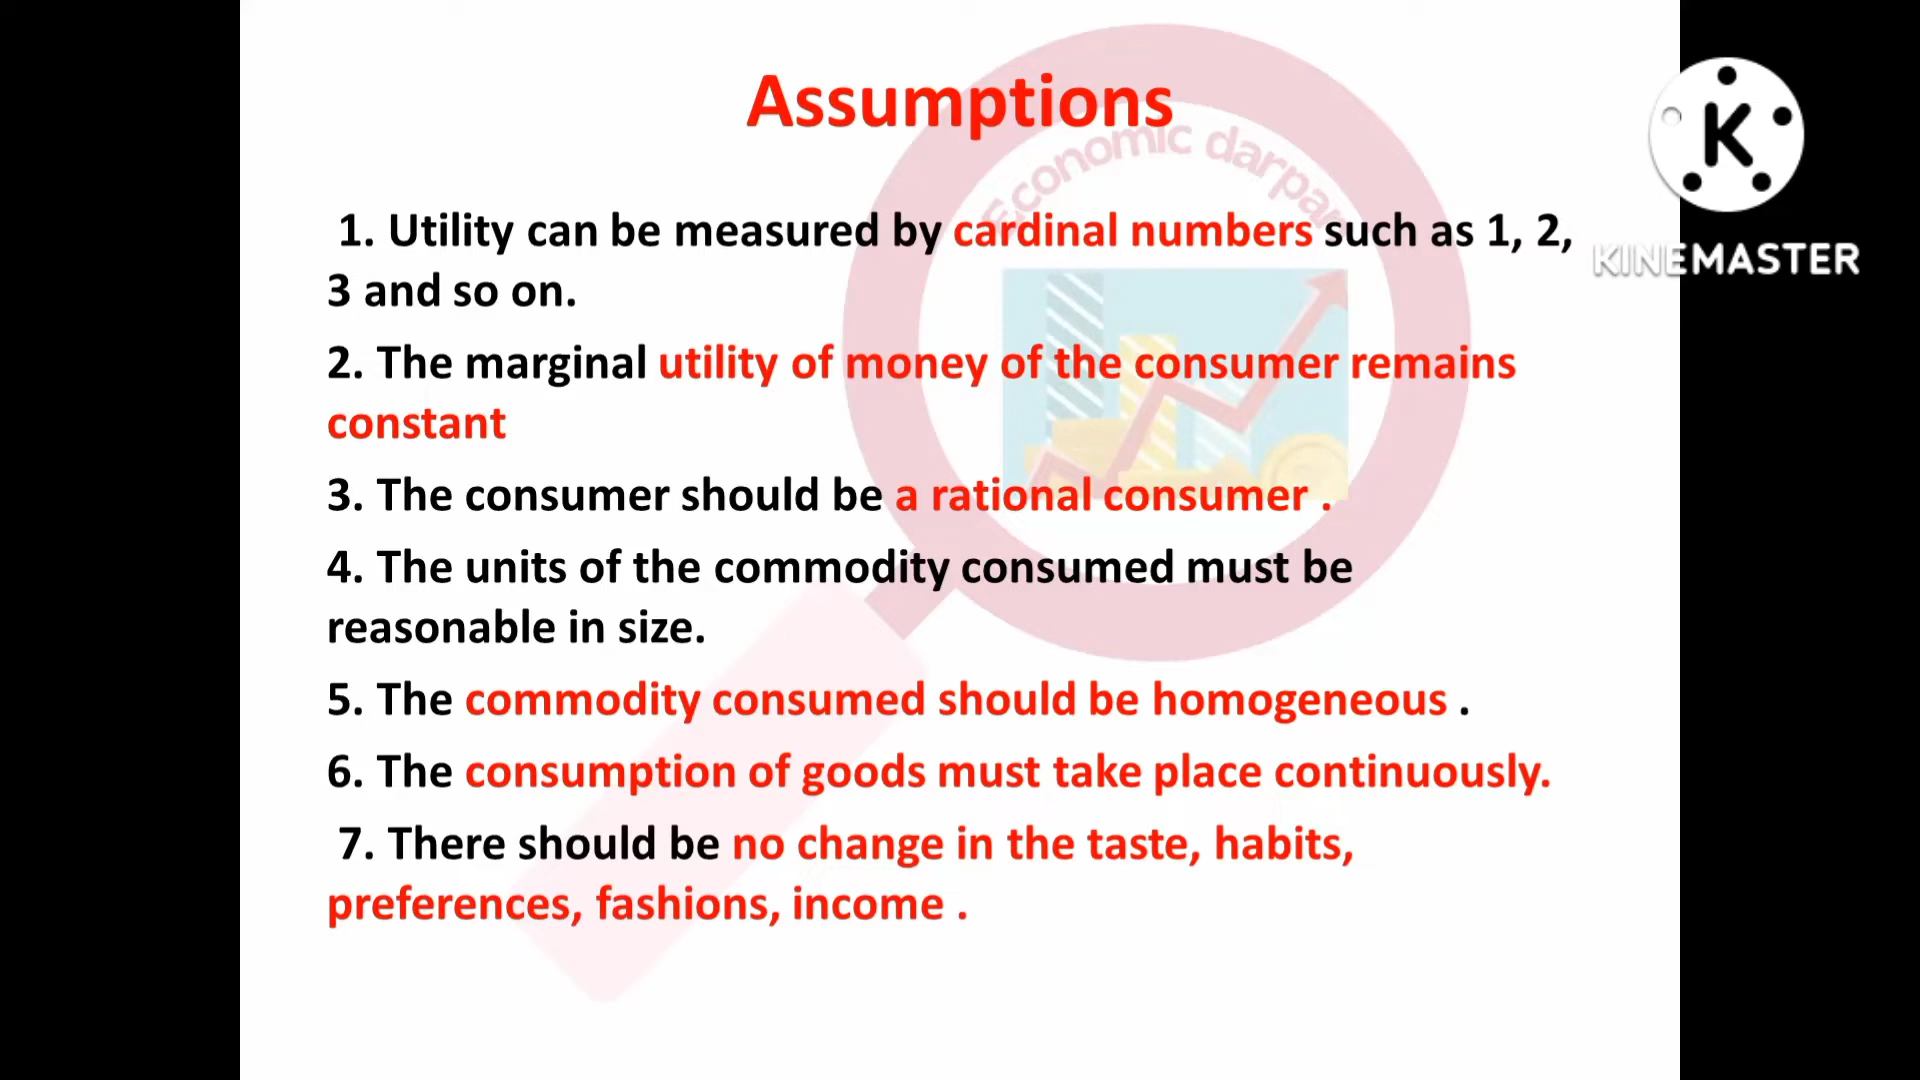 Assumptions
Economic darpan
1. Utility can be measured by cardinal numbers such as 1, 2,
3 and so on.
2. The marginal utility of money of the consumer remains
constant
3. The consumer should be a rational consumer .
4. The units of the commodity consumed must be
reasonable in size.
5. The commodity consumed should be homogeneous .
6. The consumption of goods must take place continuously.
7. There should be no change in the taste, habits,
preferences, fashions, income .
K
KINEMASTER